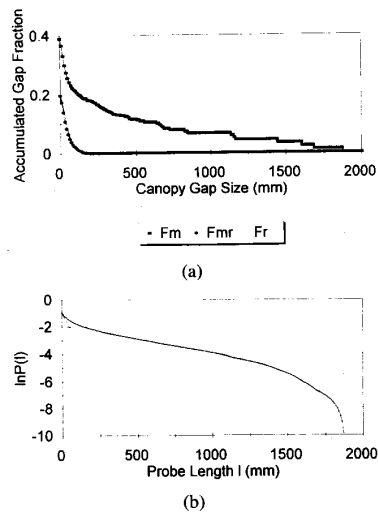 Accumulated Gap Fraction
0.4
0.2
0
0 500 1000 1500 2000
Canopy Gap Size (mm)
Fm Fmr Fr
(a)
lnP(l)
0
-2
-4
-6
-8
-10
0 500 1000 1500 2000
Probe Length l (mm)
(b)